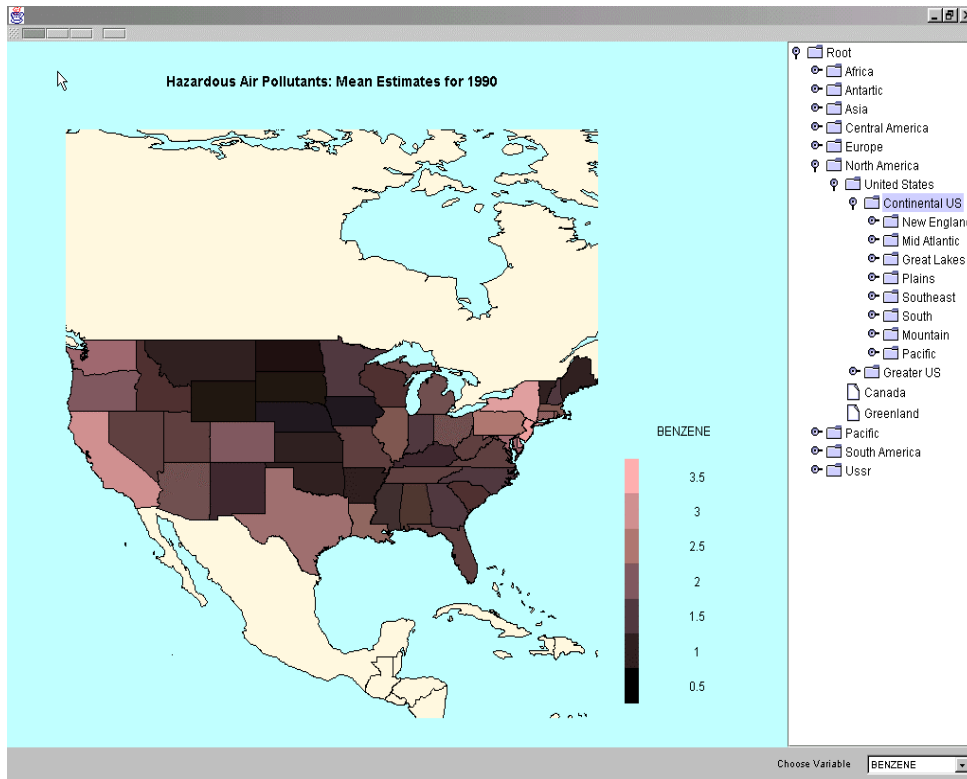 Hazardous Air Pollutants: Mean Estimates for 1990
BENZENE
3.5
3
2.5
2
1.5
1
0.5
Root
Africa
Antartic
Asia
Central America
Europe
North America
United States
Continental US
New England
Mid Atlantic
Great Lakes
Plains
Southeast
South
Mountain
Pacific
Greater US
Canada
Greenland
Pacific
South America
Ussr
Choose Variable
BENZENE